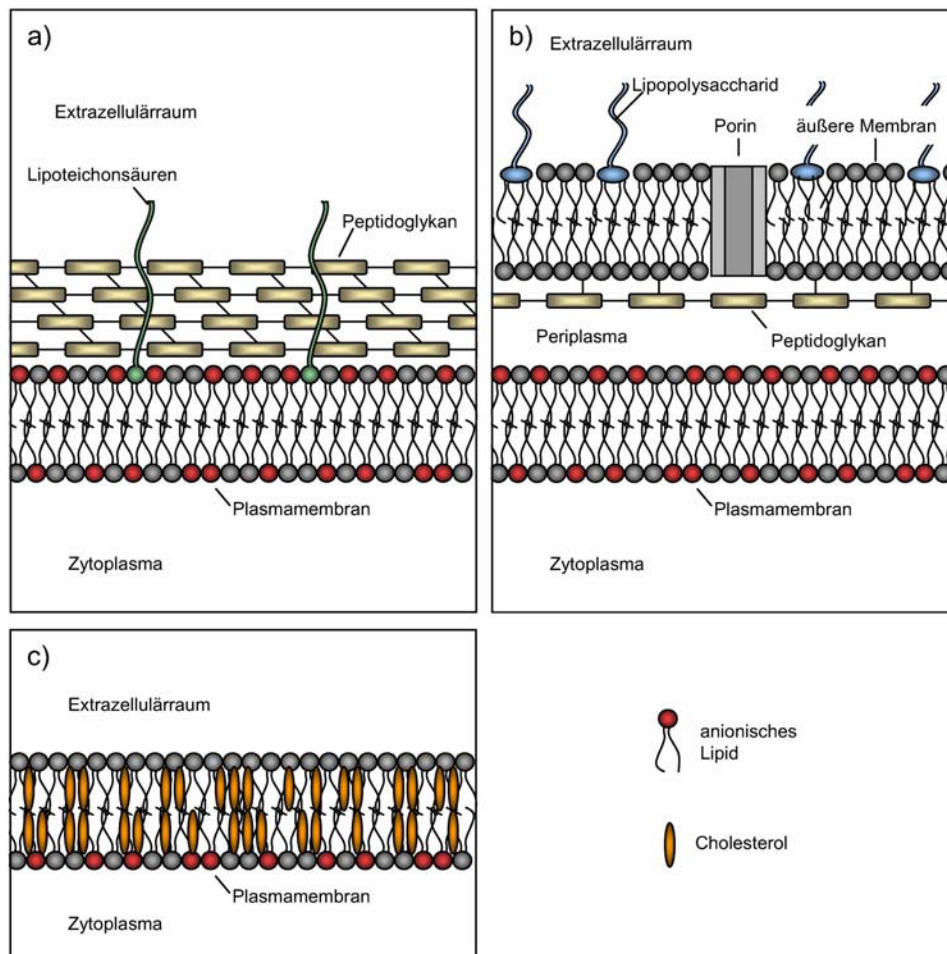 a)
Extrazellulärraum
Lipoteichonsäuren
Peptidoglykan
Plasmamembran
Zytoplasma
b)
Extrazellulärraum
Lipopolysaccharid
Porin
äußere Membran
Periplasma
Peptidoglykan
Plasmamembran
Zytoplasma
c)
Extrazellulärraum
Plasmamembran
Zytoplasma
anionisches
Lipid
Cholesterol